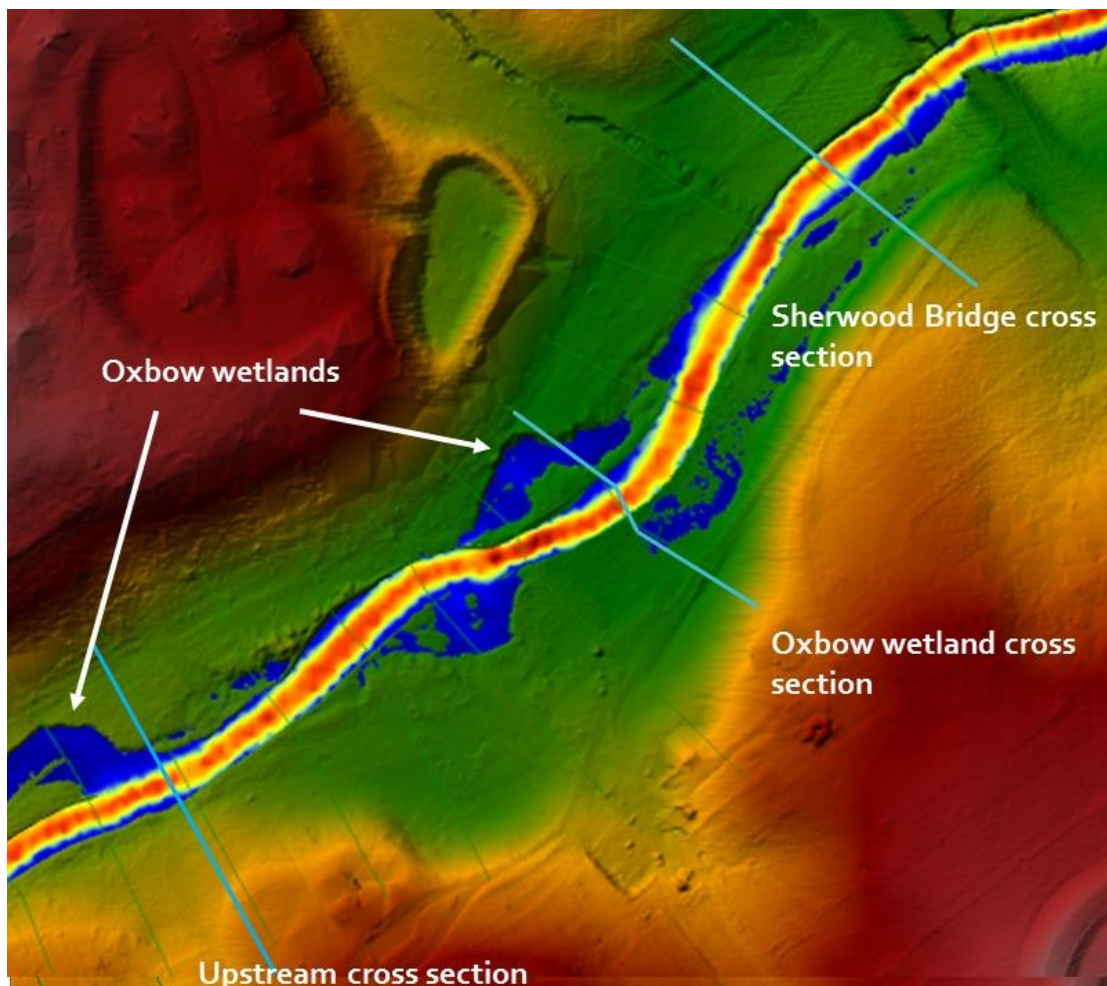 Sherwood Bridge cross
section
Oxbow wetlands
Oxbow wetland cross
section
Upstream cross section